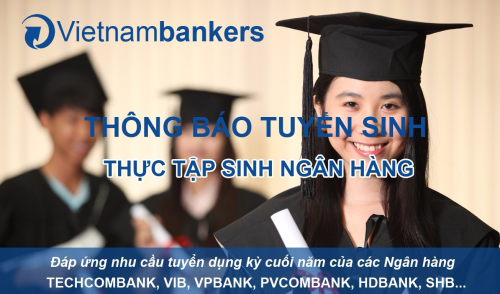 Vietnambankers
THÔNG BÁO TUYỂN SINH
THỰC TẬP SINH NGÂN HÀNG
Đáp ứng nhu cầu tuyển dụng kỳ cuối năm của các Ngân hàng
TECHCOMBANK, VIB, VPBANK, PVCOMBANK, HDBANK, SHB...